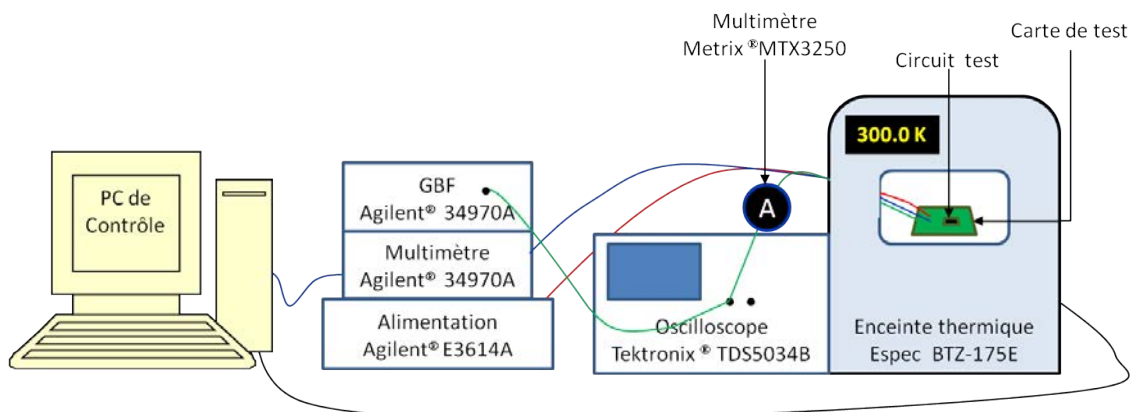 Multimètre
Metrix ®MTX3250
Carte de test
Circuit test
300.0 K
PC de
Contrôle
GBF
Agilent® 34970A
A
Multimètre
Agilent® 34970A
Alimentation
Agilent® E3614A
Oscilloscope
Tektronix ® TDS5034B
Enceinte thermique
Espec BTZ-175E